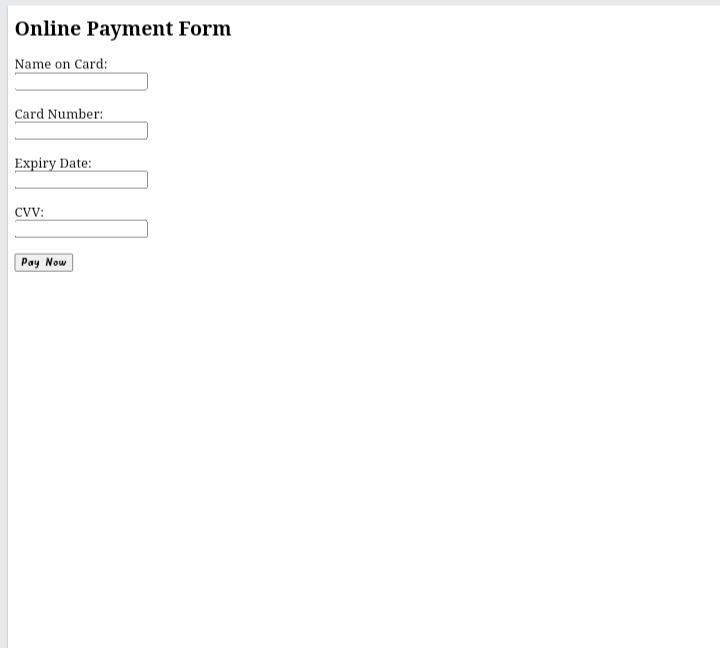 Online Payment Form
Name on Card:
Card Number:
Expiry Date:
CVV:
Pay Now